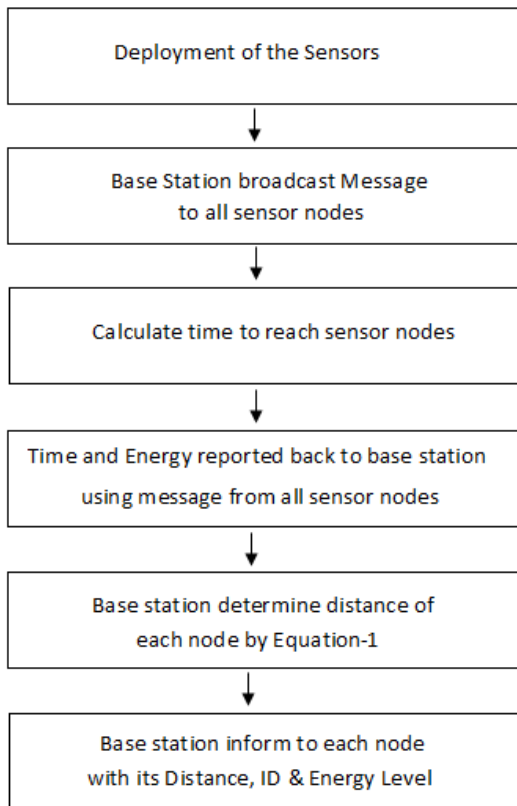 Deployment of the Sensors
Base Station broadcast Message
to all sensor nodes
Calculate time to reach sensor nodes
Time and Energy reported back to base station
using message from all sensor nodes
Base station determine distance of
each node by Equation-1
Base station inform to each node
with its Distance, ID & Energy Level